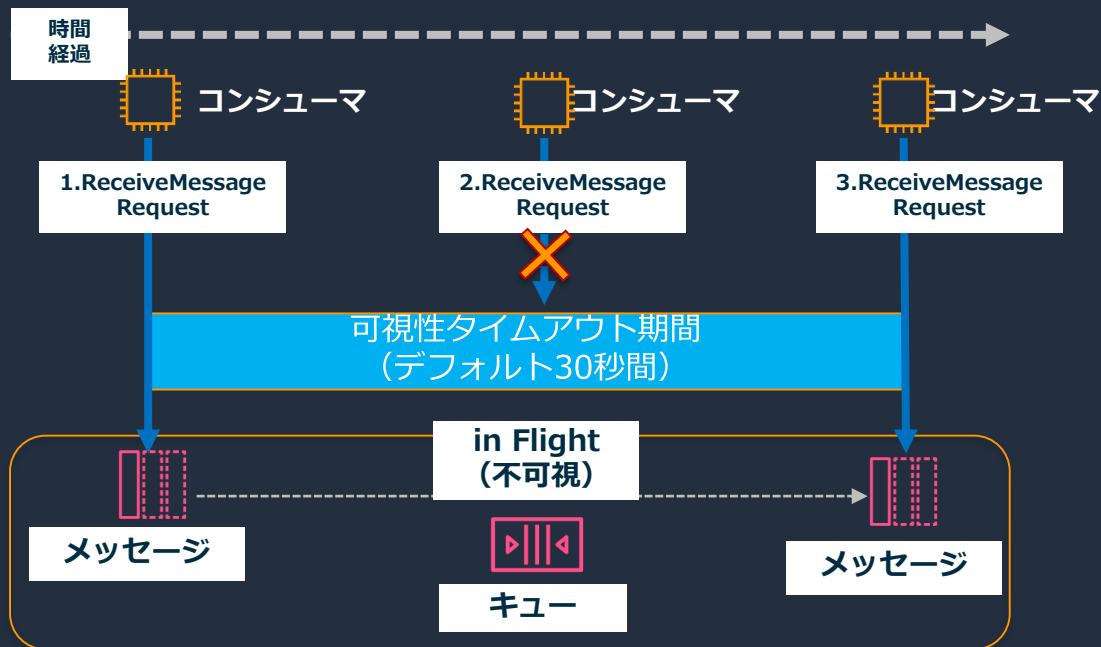 時間
経過
コンシューマ
コンシューマ
コンシューマ
1.ReceiveMessage
Request
2.ReceiveMessage
Request
3.ReceiveMessage
Request
可視性タイムアウト期間
（デフォルト30秒間）
in Flight
（不可視）
メッセージ
メッセージ
キュー